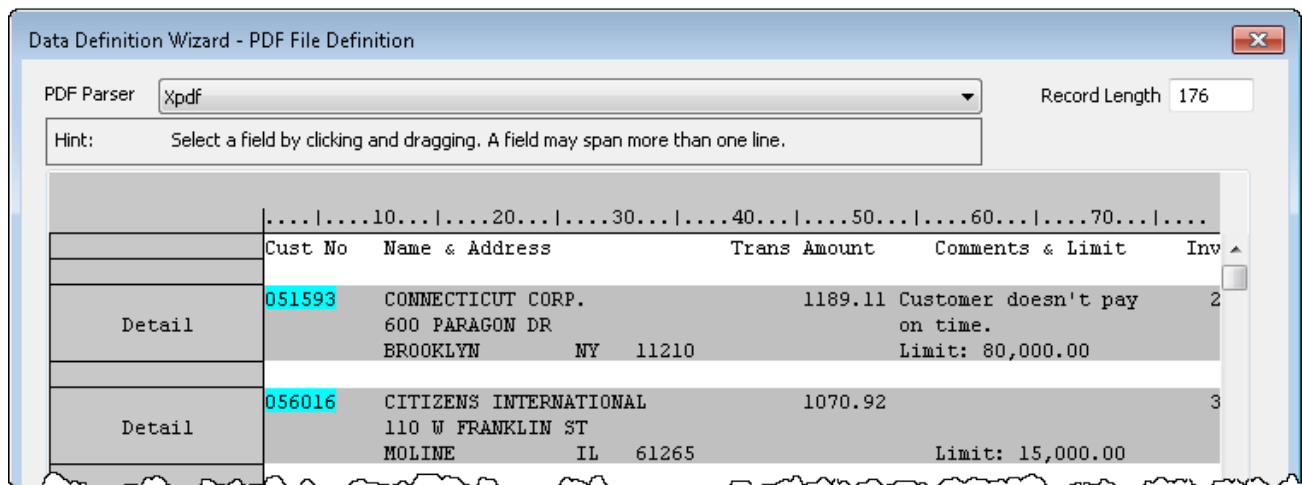 Data Definition Wizard - PDF File Definition
PDF Parser Xpdf Record Length 176
Hint: Select a field by clicking and dragging. A field may span more than one line.
|....|....10...|....20...|....30...|....40...|....50...|....60...|....70...|....
Cust No Name & Address Trans Amount Comments & Limit Inv
051593 CONNECTICUT CORP. 1189.11 Customer doesn't pay 2
Detail 600 PARAGON DR on time.
BROOKLYN NY 11210 Limit: 80,000.00
056016 CITIZENS INTERNATIONAL 1070.92 3
Detail 110 W FRANKLIN ST
MOLINE IL 61265 Limit: 15,000.00